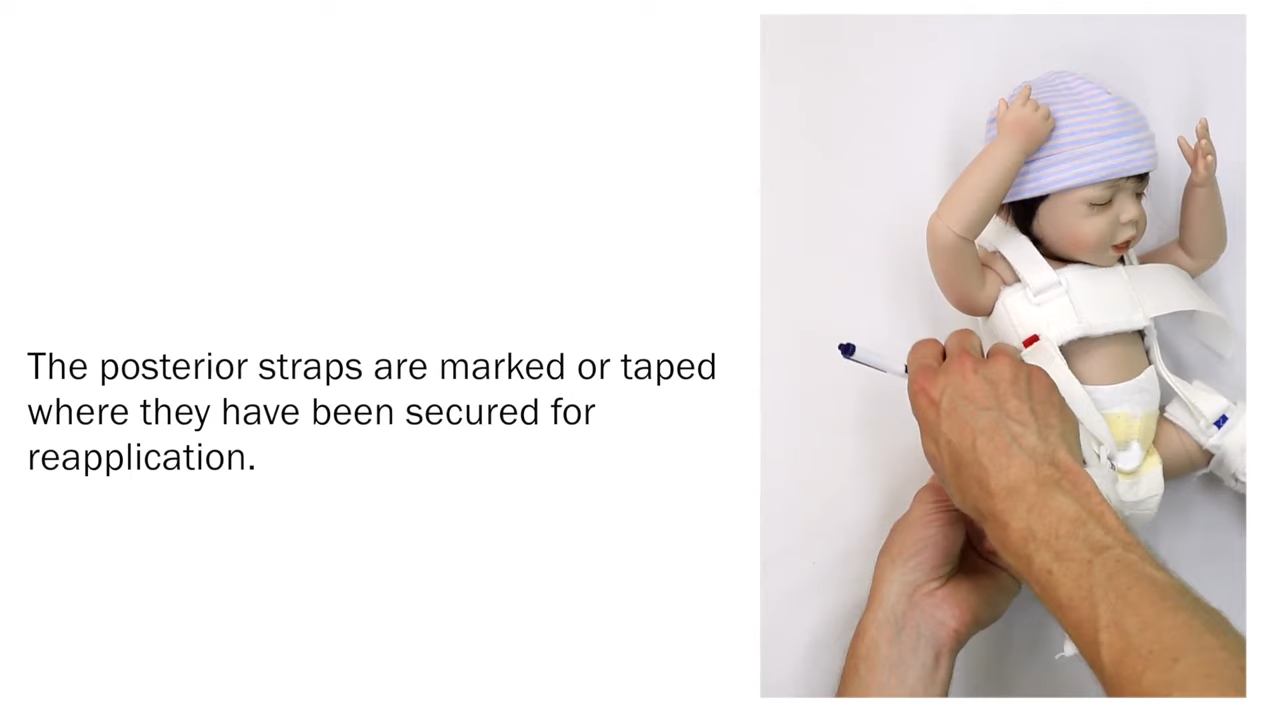 The posterior straps are marked or taped
where they have been secured for
reapplication.